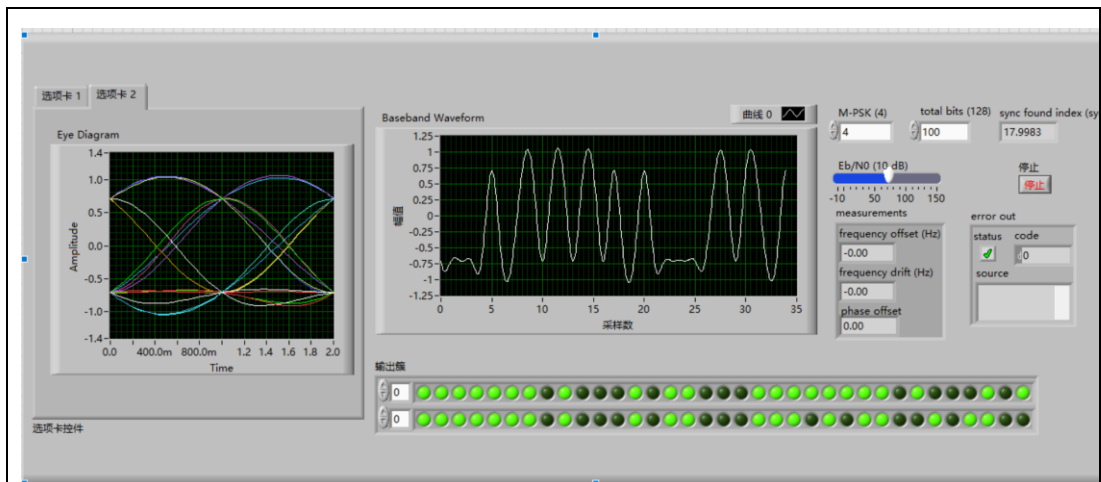 选项卡 1 选项卡 2
Eye Diagram
Amplitude
1.4
1.0
0.5
0.0
-0.5
-1.0
-1.4
0.0 400.0m 800.0m 1.2 1.4 1.6 1.8 2.0
Time
选项卡控件
Baseband Waveform
曲线 0
幅值
1.25
1
0.75
0.5
0.25
0
-0.25
-0.5
-0.75
-1
-1.25
0 5 10 15 20 25 30 35
采样数
M-PSK (4) total bits (128) sync found index (sy
4 100 17.9983
Eb/N0 (10 dB)
-10 50 100 150
停止
停止
measurements
frequency offset (Hz)
-0.00
frequency drift (Hz)
-0.00
phase offset
0.00
error out
status code
0
source
输出簇
0
0